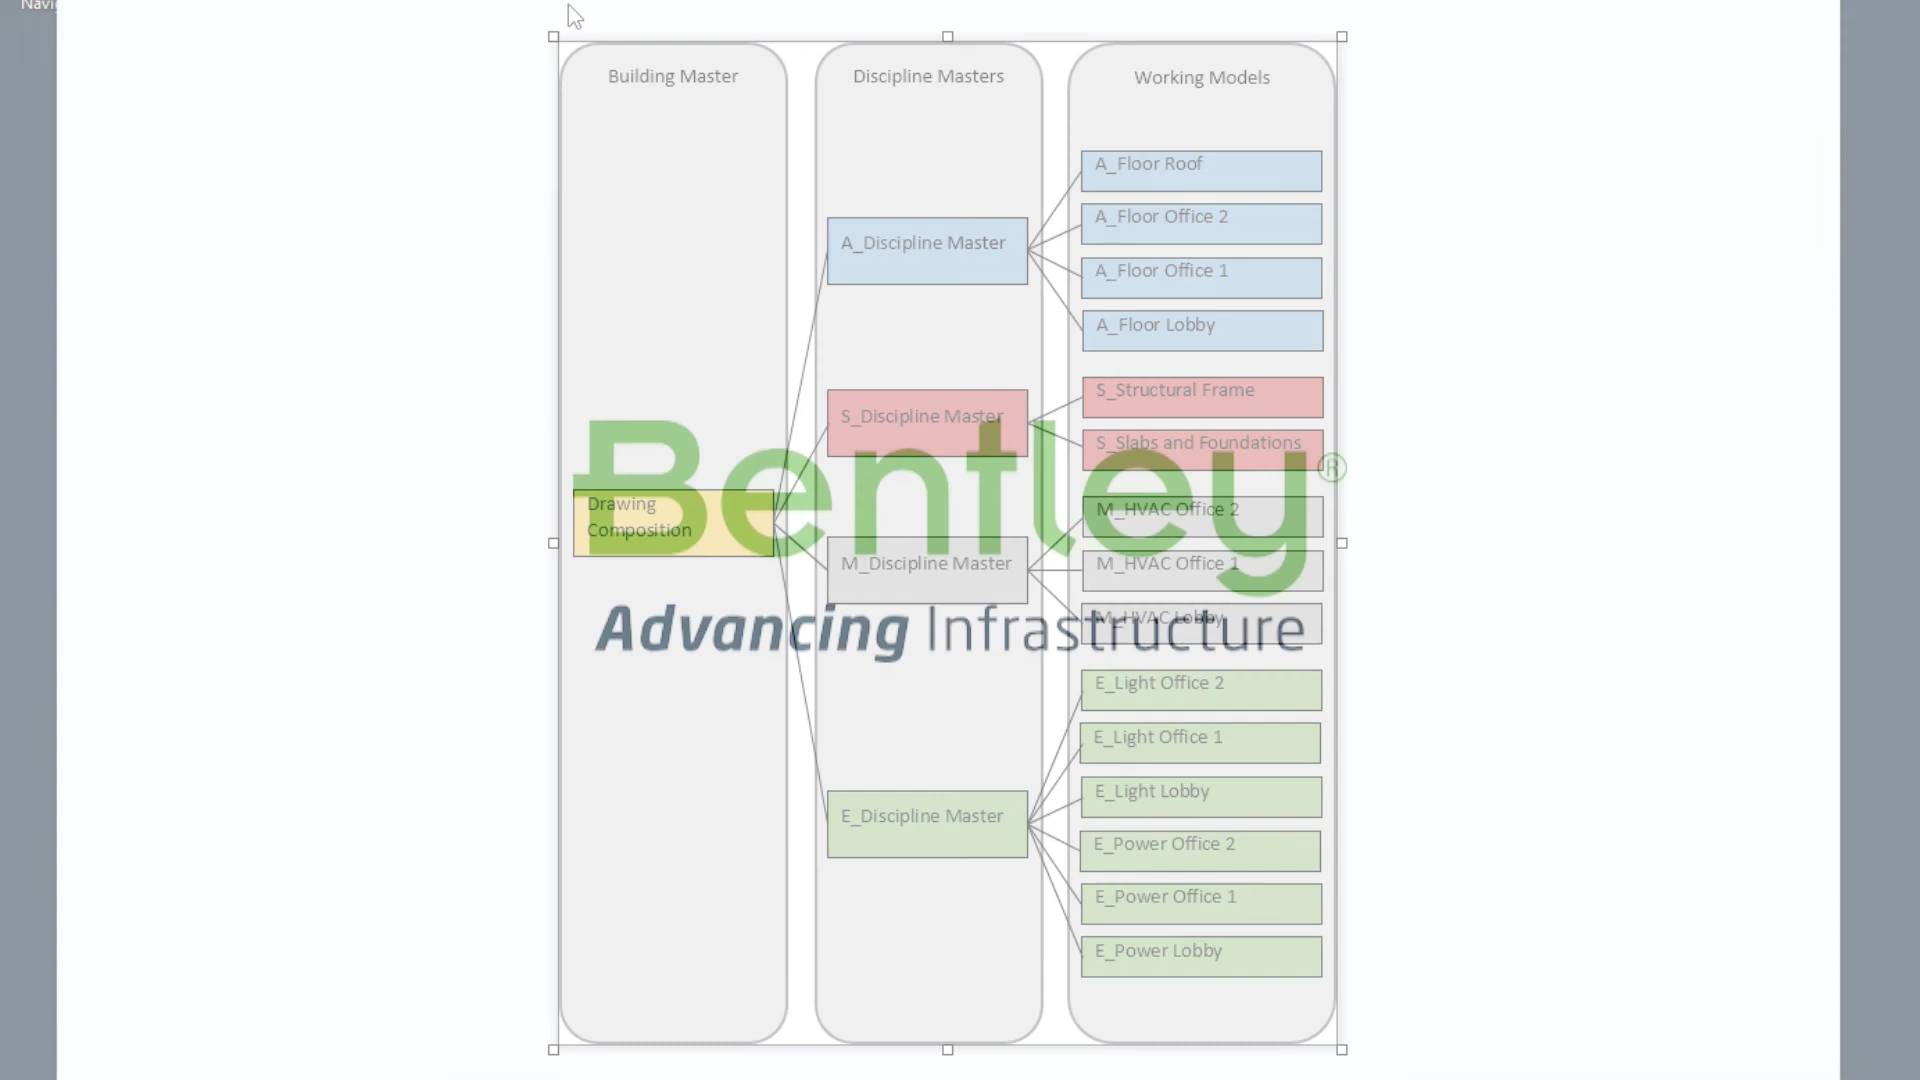 Building Master
Discipline Masters
Working Models
A_Floor Roof
A_Floor Office 2
A_Discipline Master
A_Floor Office 1
A_Floor Lobby
S_Structural Frame
S_Discipline Master
S_Slabs and Foundations
Bentley®
Drawing
Composition
M_HVAC Office 2
M_Discipline Master
M_HVAC Office 1
M_HVAC Lobby
Advancing Infrastructure
E_Light Office 2
E_Light Office 1
E_Light Lobby
E_Discipline Master
E_Power Office 2
E_Power Office 1
E_Power Lobby